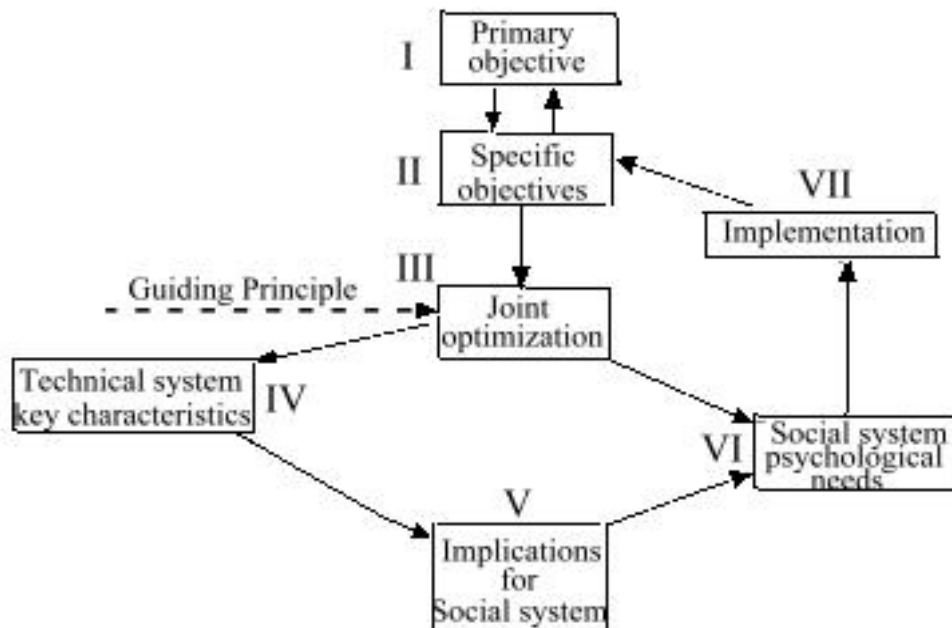 I
Primary
objective
II
Specific
objectives
VII
Implementation
III
Guiding Principle
Joint
optimization
Technical system
key characteristics
IV
VI
Social system
psychological
needs
V
Implications
for
Social system